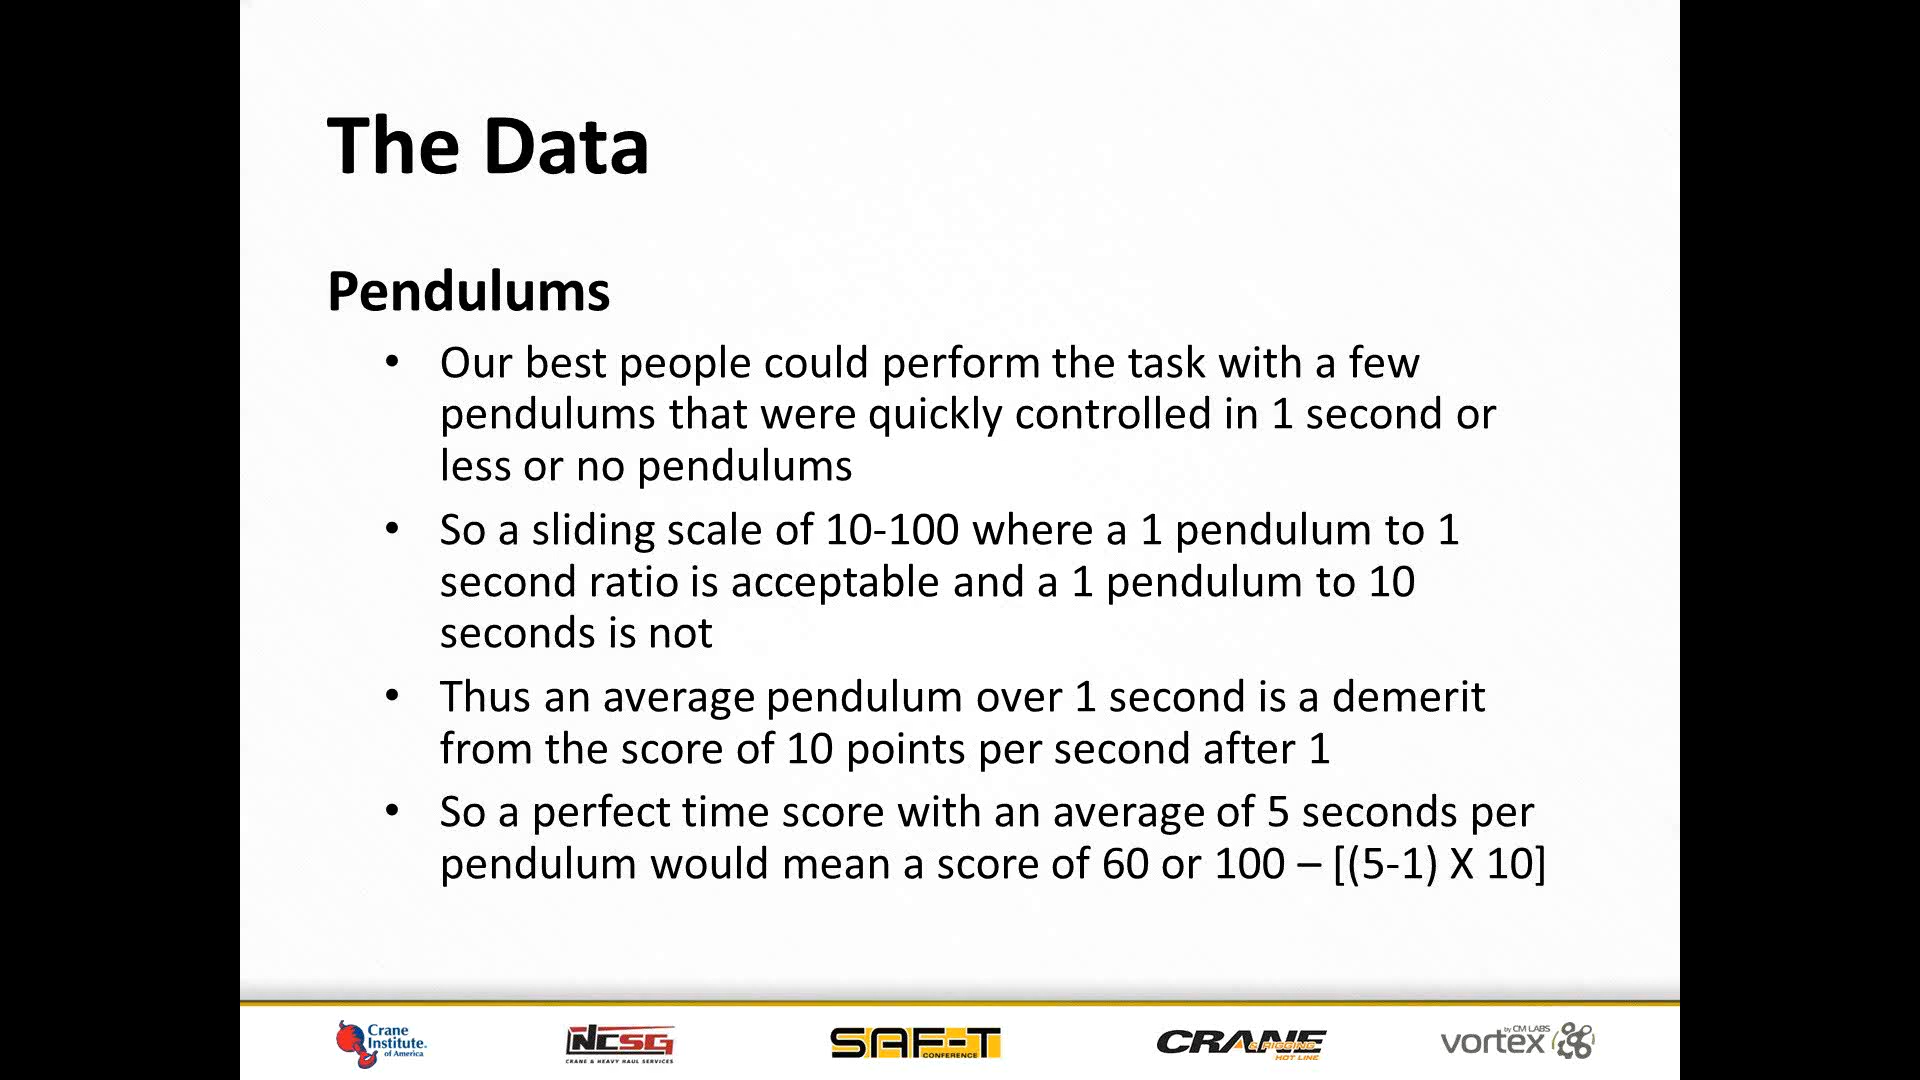 The Data
Pendulums
• Our best people could perform the task with a few
pendulums that were quickly controlled in 1 second or
less or no pendulums
• So a sliding scale of 10-100 where a 1 pendulum to 1
second ratio is acceptable and a 1 pendulum to 10
seconds is not
• Thus an average pendulum over 1 second is a demerit
from the score of 10 points per second after 1
• So a perfect time score with an average of 5 seconds per
pendulum would mean a score of 60 or 100 – [(5-1) X 10]
Crane
Institute
of America
NCSG
CRANE & HEAVY HAUL SERVICES
SAF-T
CONFERENCE
CRANE
& RIGGING
HOT LINE
by CM LABS
vortex